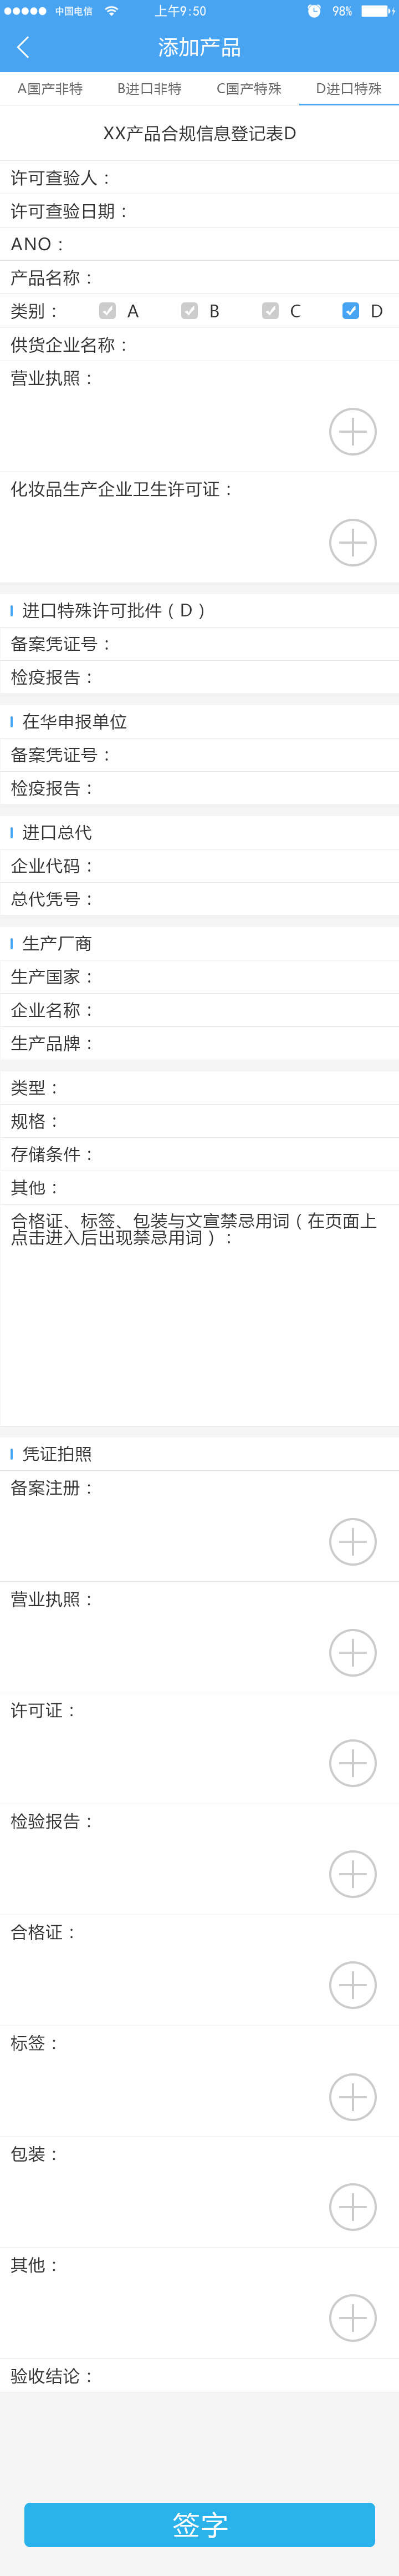 中国电信 上午9:50 98%
添加产品
A国产非特 B进口非特 C国产特殊 D进口特殊
XX产品合规信息登记表D
许可查验人：
许可查验日期：
ANO：
产品名称：
类别： A B C D
供货企业名称：
营业执照：
化妆品生产企业卫生许可证：
进口特殊许可批件（D）
备案凭证号：
检疫报告：
在华申报单位
备案凭证号：
检疫报告：
进口总代
企业代码：
总代凭号：
生产厂商
生产国家：
企业名称：
生产品牌：
类型：
规格：
存储条件：
其他：
合格证、标签、包装与文宣禁忌用词（在页面上
点击进入后出现禁忌用词）：
凭证拍照
备案注册：
营业执照：
许可证：
检验报告：
合格证：
标签：
包装：
其他：
验收结论：
签字